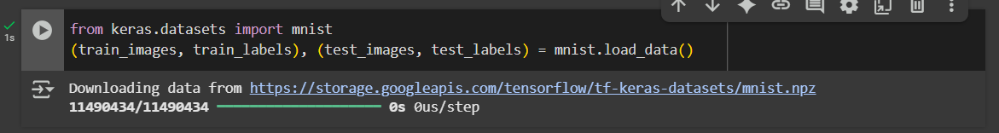 1s
from keras.datasets import mnist
(train_images, train_labels), (test_images, test_labels) = mnist.load_data()
Downloading data from https://storage.googleapis.com/tensorflow/tf-keras-datasets/mnist.npz
11490434/11490434 0s 0us/step